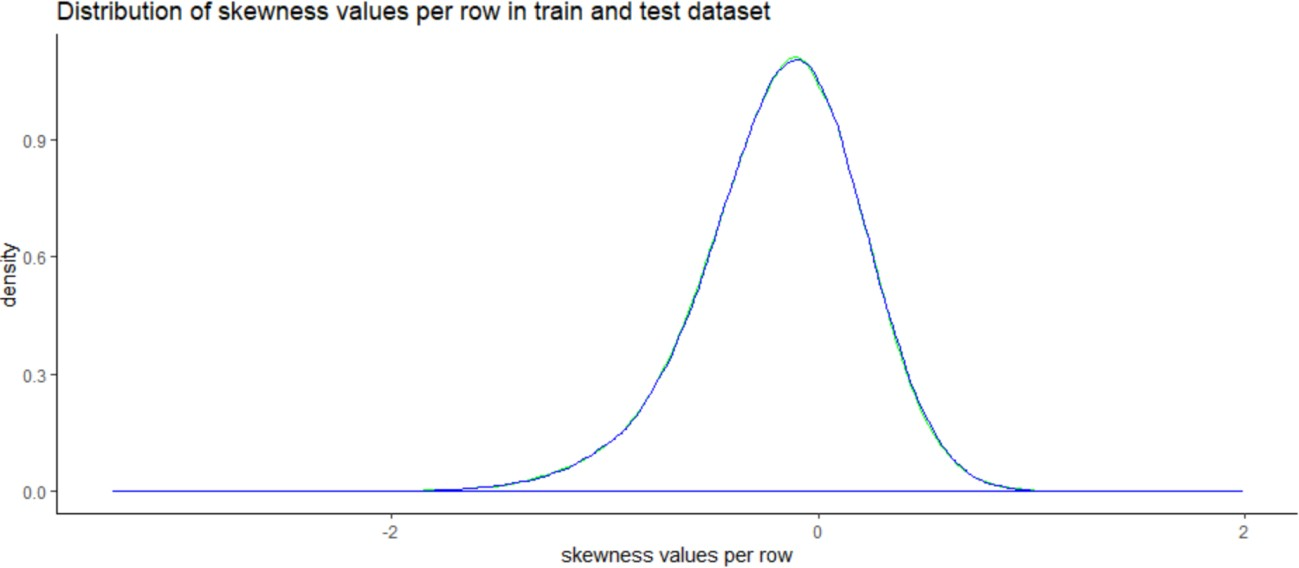 Distribution of skewness values per row in train and test dataset
density
0.9
0.6
0.3
0.0
-2
0
2
skewness values per row